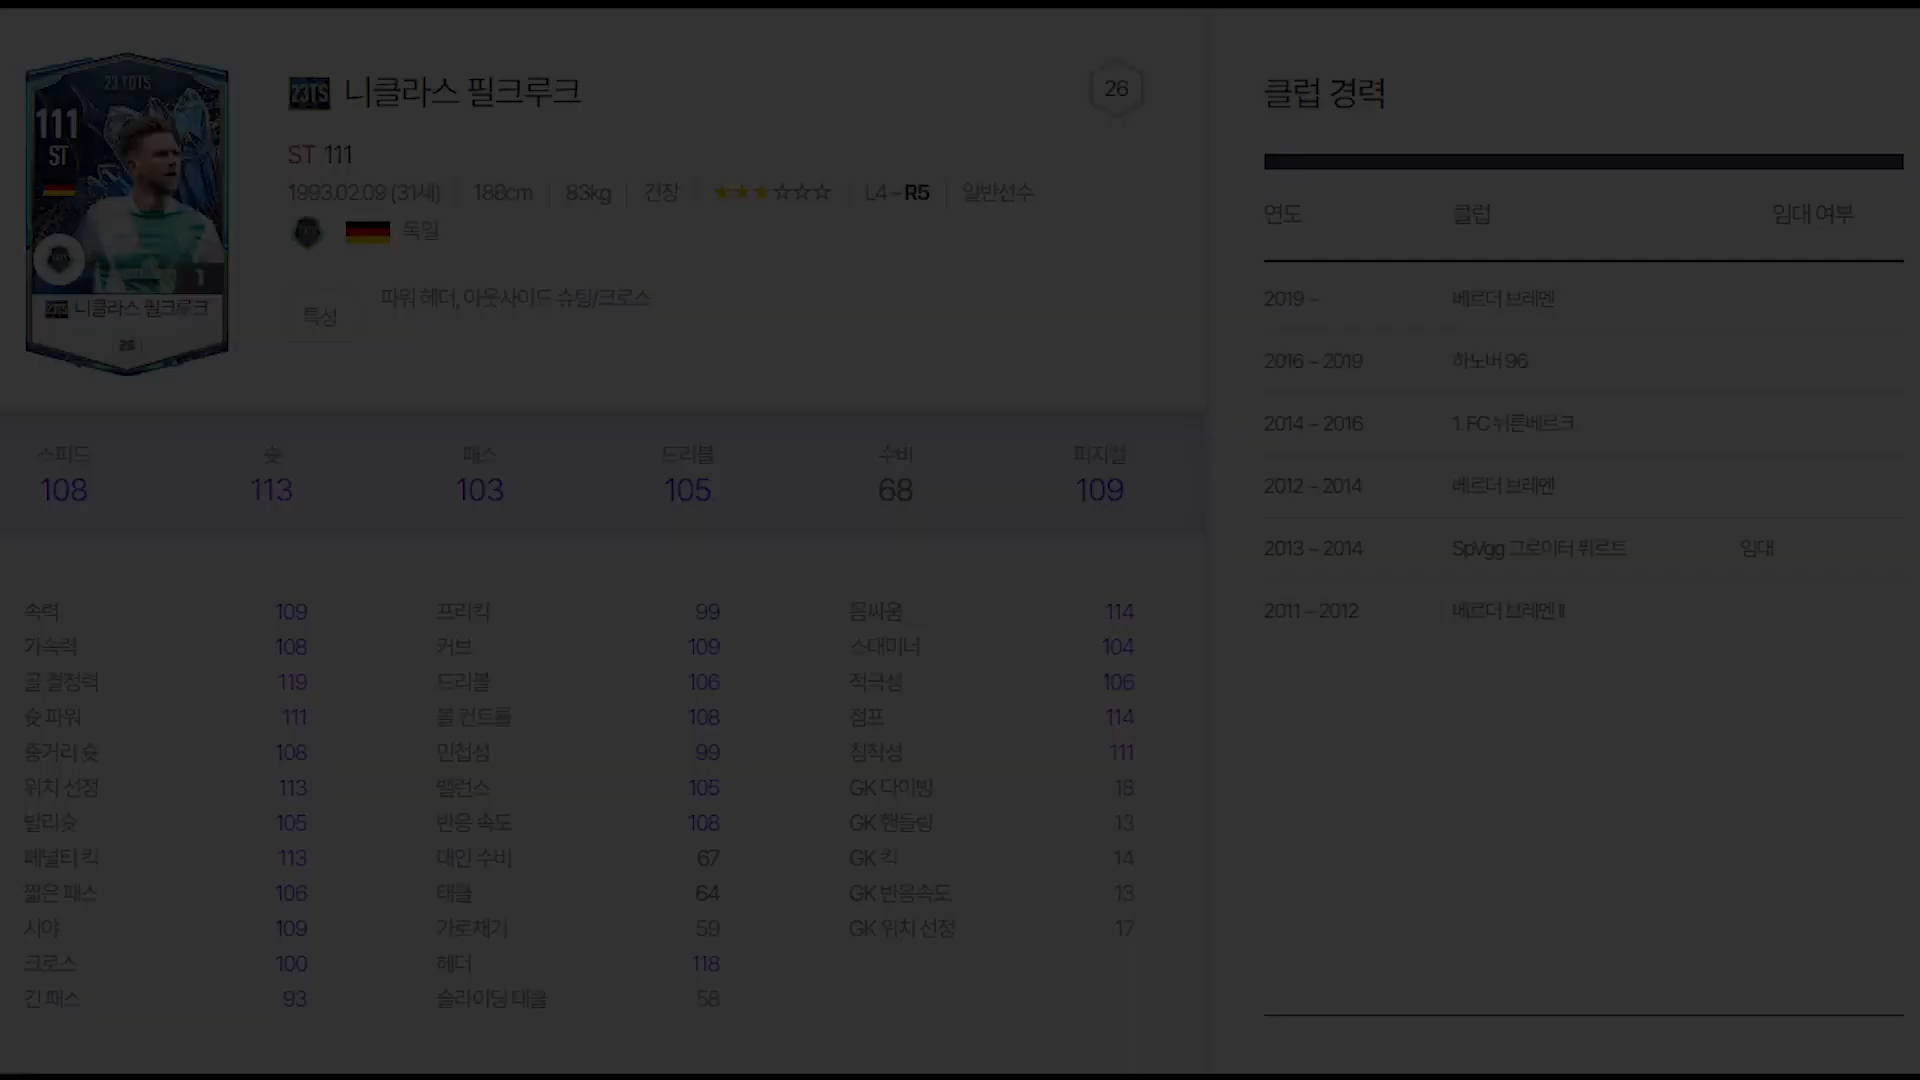 23 TOTS
111
ST
1
23TS 니클라스 필크루크
26
23TS 니클라스 필크루크
26
ST 111
1993.02.09 (31세) 188cm 83kg 건장 ★★★☆☆☆ L4 – R5 일반선수
독일
특성 파워 헤더, 아웃사이드 슈팅/크로스
스피드 슛 패스 드리블 수비 피지컬
108 113 103 105 68 109
속력 109 프리킥 99 몸싸움 114
가속력 108 커브 109 스태미너 104
골 결정력 119 드리블 106 적극성 106
슛 파워 111 볼 컨트롤 108 점프 114
중거리 슛 108 민첩성 99 침착성 111
위치 선정 113 밸런스 105 GK 다이빙 18
발리슛 105 반응 속도 108 GK 핸들링 13
페널티 킥 113 대인 수비 67 GK 킥 14
짧은 패스 106 태클 64 GK 반응속도 13
시야 109 가로채기 59 GK 위치 선정 17
크로스 100 헤더 118
긴 패스 93 슬라이딩 태클 58
클럽 경력
연도 클럽 임대 여부
2019 – 베르더 브레멘
2016 – 2019 하노버 96
2014 – 2016 1. FC 뉘른베르크
2012 – 2014 베르더 브레멘
2013 – 2014 SpVgg 그로이터 퓌르트 임대
2011 – 2012 베르더 브레멘 II